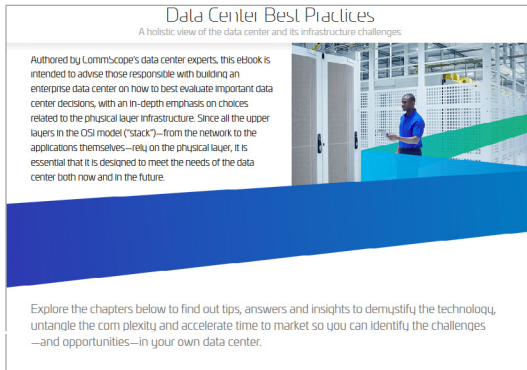 Data Center Best Practices
A holistic view of the data center and its infrastructure challenges
Authored by CommScope's data center experts, this eBook is
intended to advise those responsible with building an
enterprise data center on how to best evaluate important data
center decisions, with an in-depth emphasis on choices
related to the physical layer infrastructure. Since all the upper
layers in the OSI model ("stack")—from the network to the
applications themselves—rely on the physical layer, it is
essential that it is designed to meet the needs of the data
center both now and in the future.
Explore the chapters below to find out tips, answers and insights to demystify the technology,
untangle the com plexity and accelerate time to market so you can identify the challenges
—and opportunities—in your own data center.